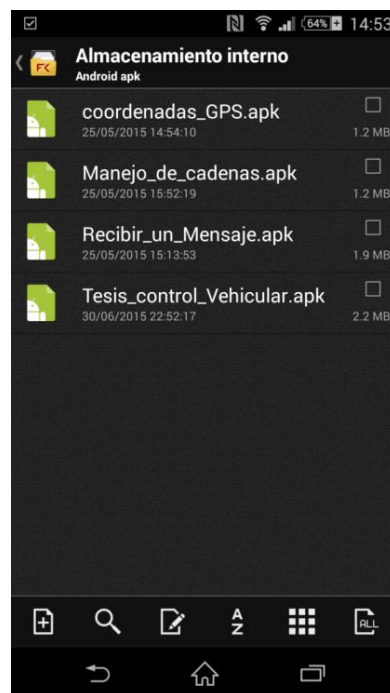 64% 14:53
Almacenamiento interno
Android apk
coordenadas_GPS.apk
25/05/2015 14:54:10 1.2 MB
Manejo_de_cadenas.apk
25/05/2015 15:52:19 1.2 MB
Recibir_un_Mensaje.apk
25/05/2015 15:13:53 1.9 MB
Tesis_control_Vehicular.apk
30/06/2015 22:52:17 2.2 MB
A
Z
ALL